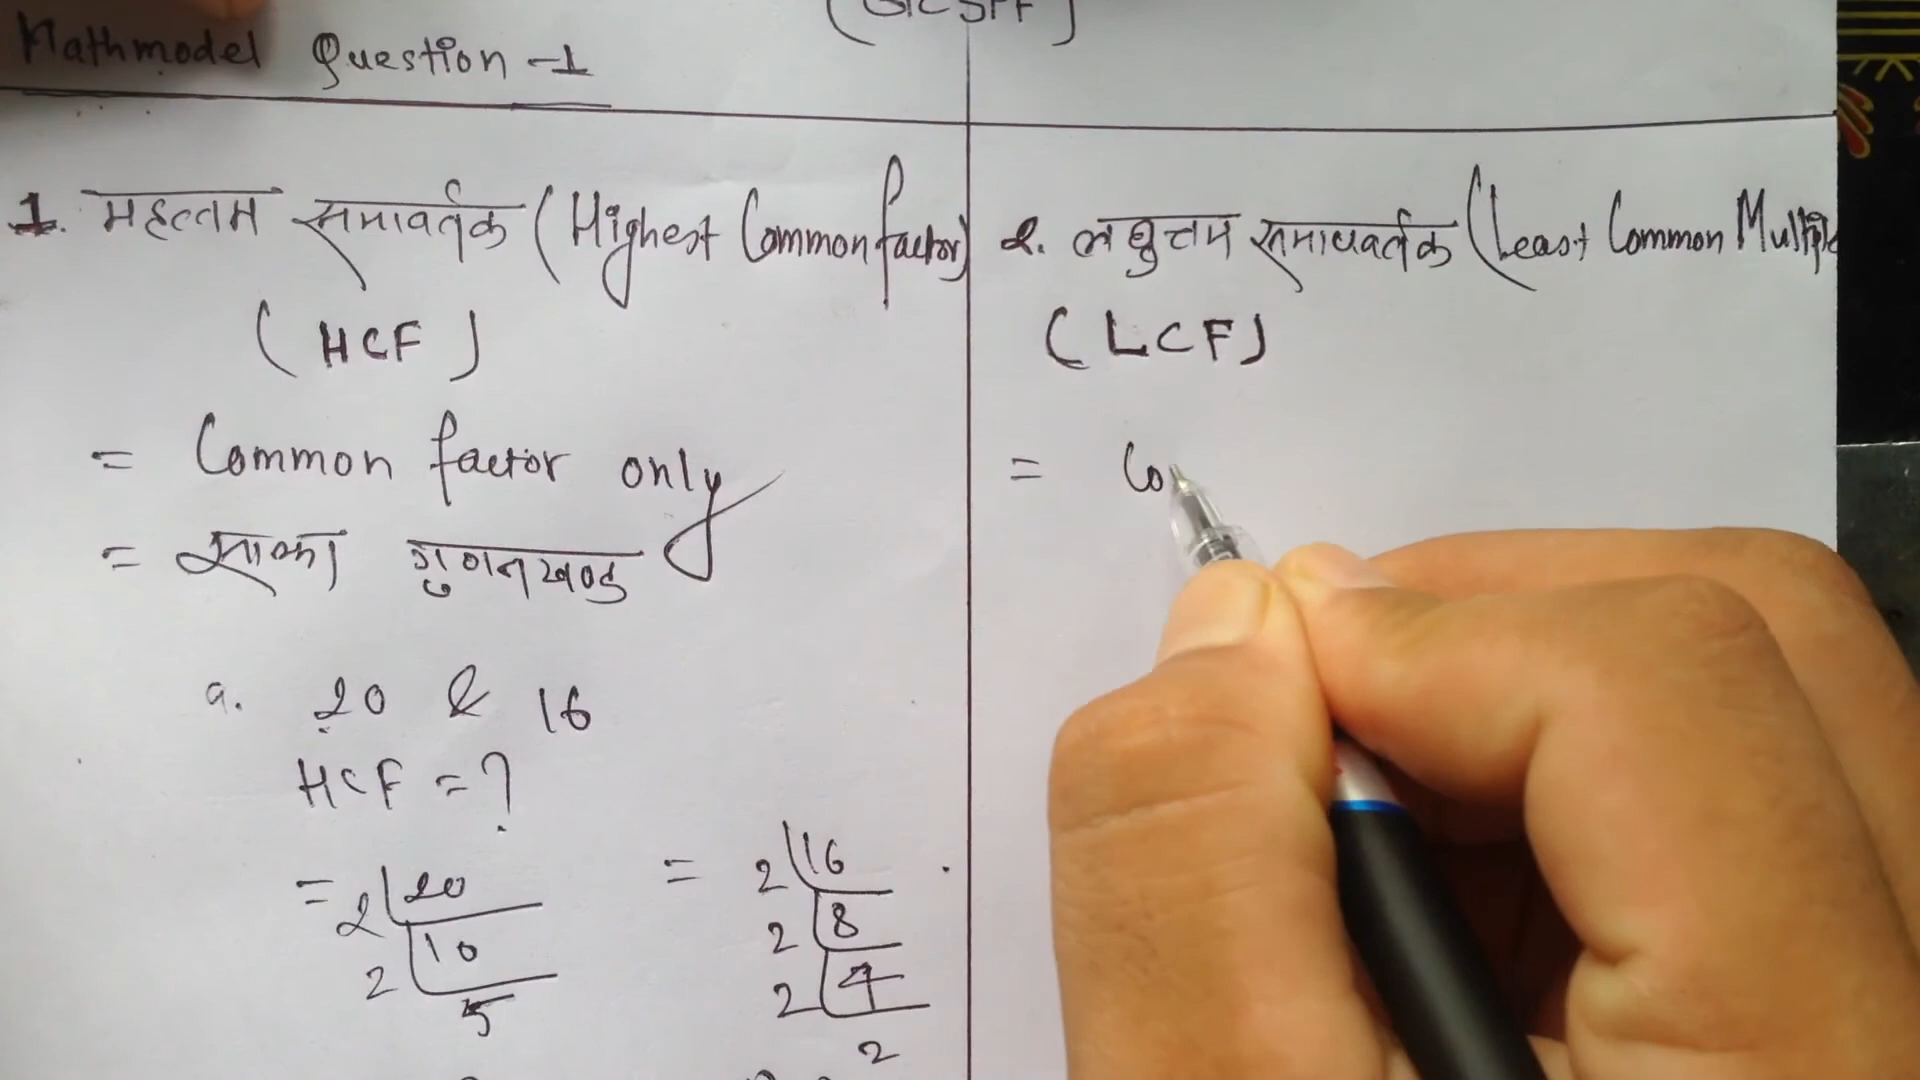 Mathmodel Question -1
1. महत्तम समावर्तक (Highest Common factor)
(HCF)
= Common factor only
= साका गुणनखण्ड
a. 20 & 16
HCF = ?
= 2 20
2 10
5
= 2 16
2 8
2 4
2
2. लघुत्तम समापवर्तक (Least Common Multiple
(LCF)
= Co